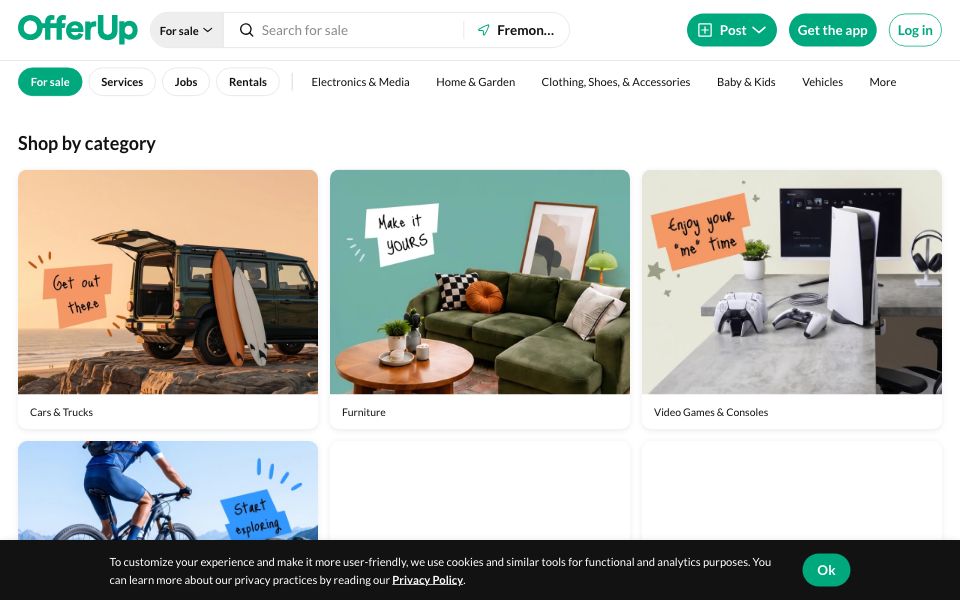 OfferUp
For sale
Search for sale
Fremon...
Post
Get the app
Log in
For sale
Services
Jobs
Rentals
Electronics & Media
Home & Garden
Clothing, Shoes, & Accessories
Baby & Kids
Vehicles
More
Shop by category
Get out
there
Make it
YOURS
Enjoy your
"me" time
Cars & Trucks
Furniture
Video Games & Consoles
Start
exploring
To customize your experience and make it more user-friendly, we use cookies and similar tools for functional and analytics purposes. You
can learn more about our privacy practices by reading our Privacy Policy.
Ok